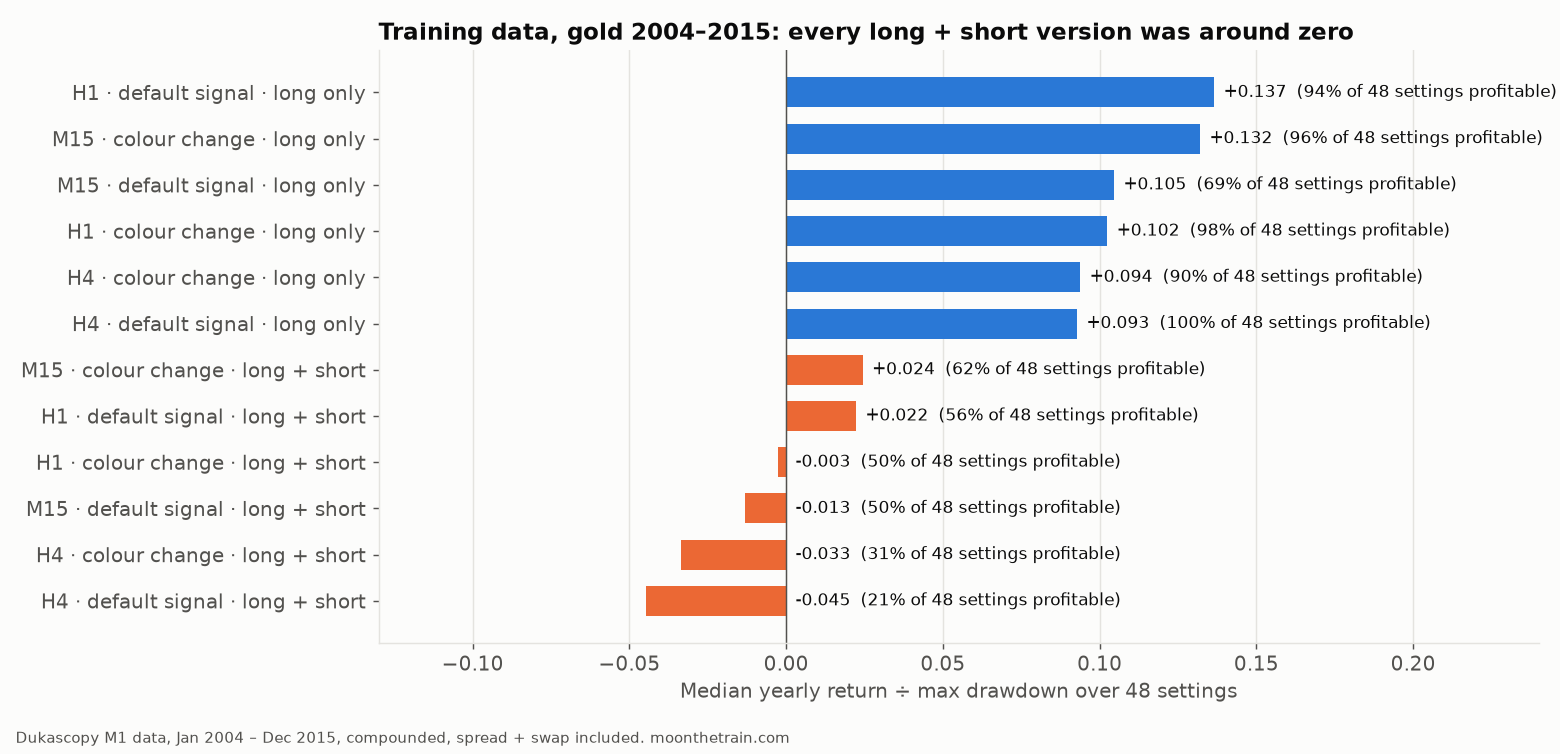 Training data, gold 2004–2015: every long + short version was around zero
H1 · default signal · long only +0.137 (94% of 48 settings profitable)
M15 · colour change · long only +0.132 (96% of 48 settings profitable)
M15 · default signal · long only +0.105 (69% of 48 settings profitable)
H1 · colour change · long only +0.102 (98% of 48 settings profitable)
H4 · colour change · long only +0.094 (90% of 48 settings profitable)
H4 · default signal · long only +0.093 (100% of 48 settings profitable)
M15 · colour change · long + short +0.024 (62% of 48 settings profitable)
H1 · default signal · long + short +0.022 (56% of 48 settings profitable)
H1 · colour change · long + short -0.003 (50% of 48 settings profitable)
M15 · default signal · long + short -0.013 (50% of 48 settings profitable)
H4 · colour change · long + short -0.033 (31% of 48 settings profitable)
H4 · default signal · long + short -0.045 (21% of 48 settings profitable)
−0.10 −0.05 0.00 0.05 0.10 0.15 0.20
Median yearly return ÷ max drawdown over 48 settings
Dukascopy M1 data, Jan 2004 – Dec 2015, compounded, spread + swap included. moonthetrain.com